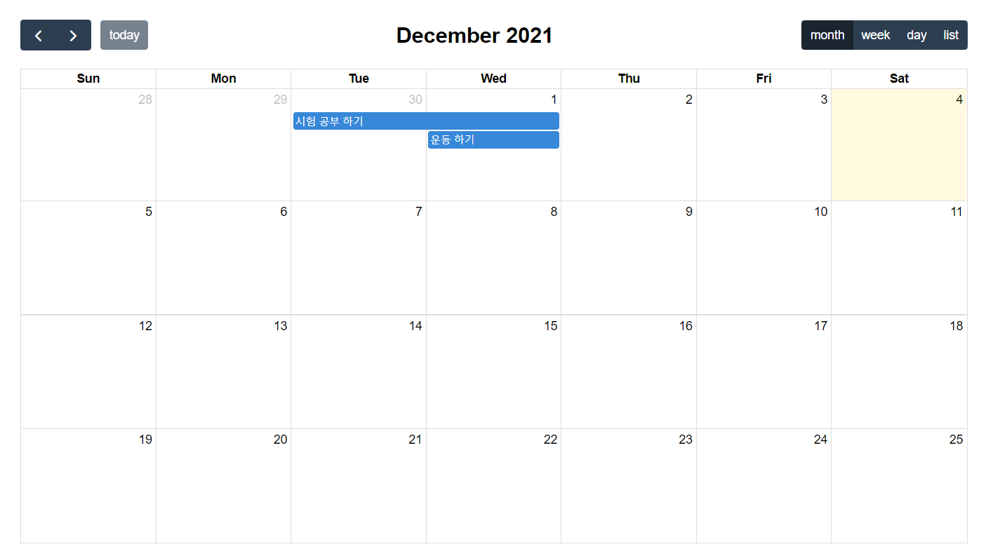 today
December 2021
month week day list
Sun Mon Tue Wed Thu Fri Sat
28 29 30 1 2 3 4
시험 공부 하기
운동 하기
5 6 7 8 9 10 11
12 13 14 15 16 17 18
19 20 21 22 23 24 25